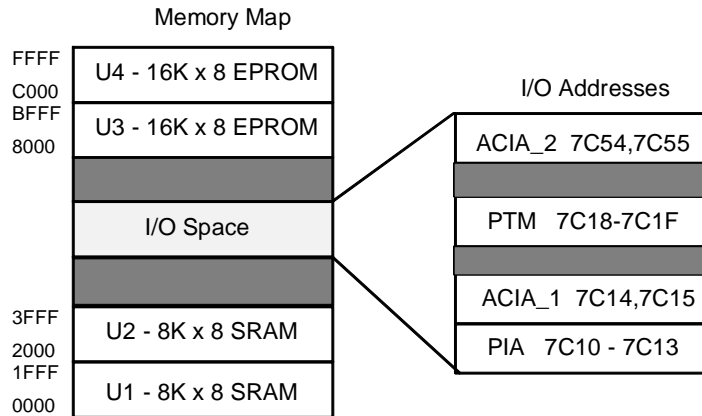 Memory Map
FFFF
U4 - 16K x 8 EPROM
C000
BFFF
U3 - 16K x 8 EPROM
8000
I/O Space
3FFF
U2 - 8K x 8 SRAM
2000
1FFF
U1 - 8K x 8 SRAM
0000
I/O Addresses
ACIA_2 7C54,7C55
PTM 7C18-7C1F
ACIA_1 7C14,7C15
PIA 7C10 - 7C13